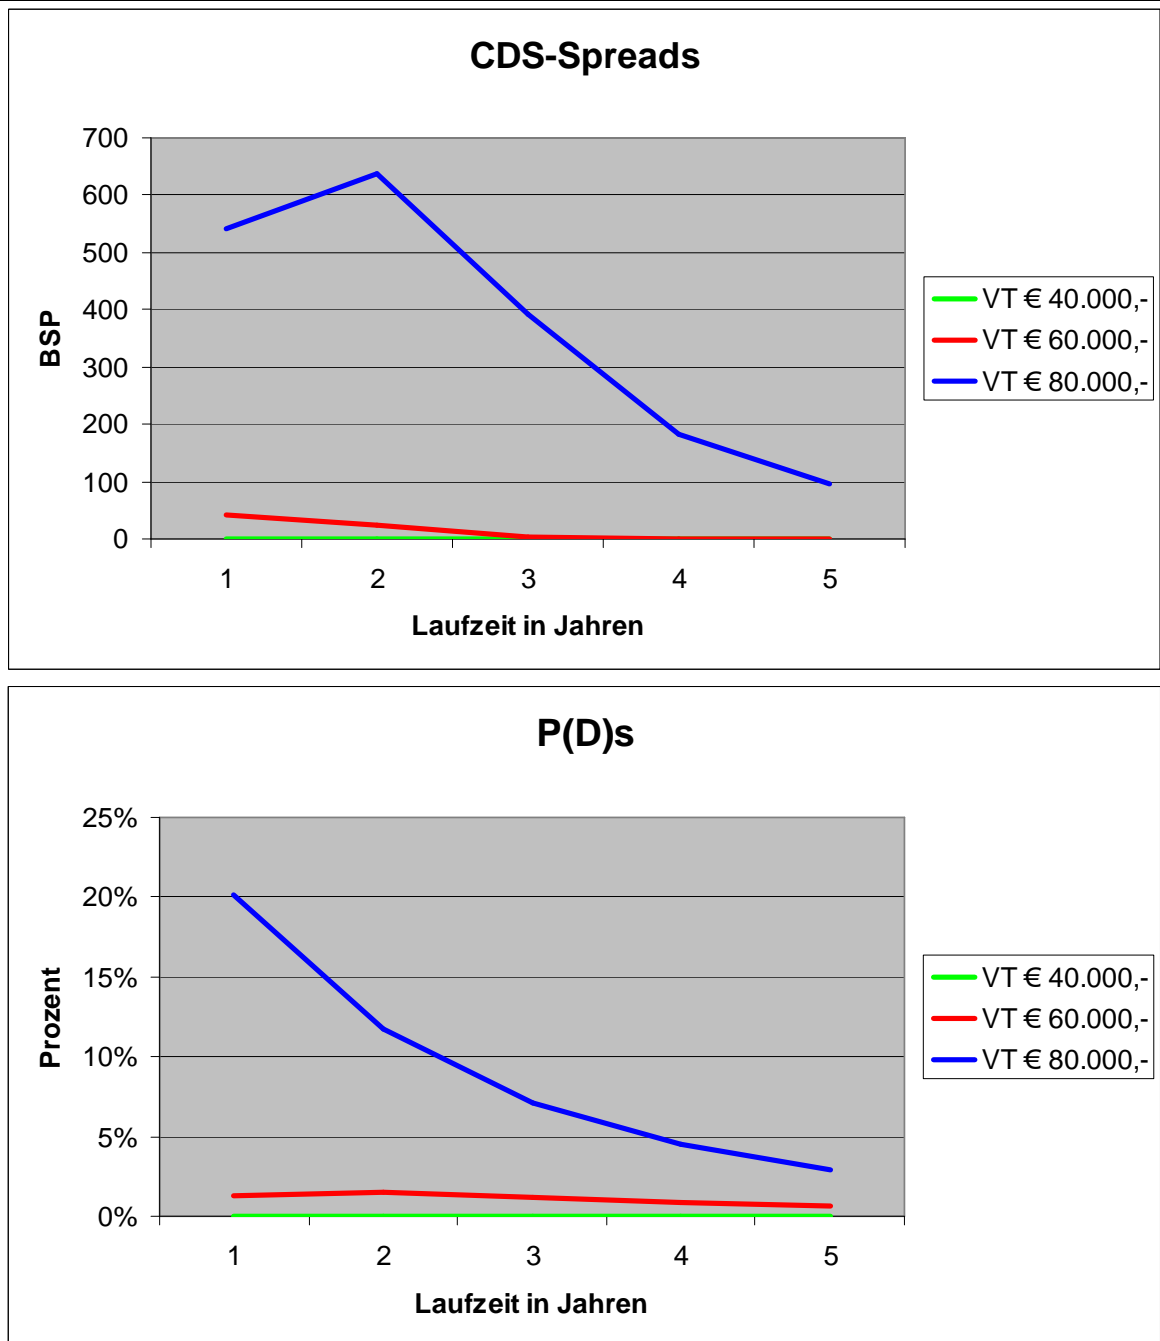 CDS-Spreads
700
600
500
400
300
200
100
0
BSP
1 2 3 4 5
Laufzeit in Jahren
VT € 40.000,-
VT € 60.000,-
VT € 80.000,-
P(D)s
25%
20%
15%
10%
5%
0%
Prozent
1 2 3 4 5
Laufzeit in Jahren
VT € 40.000,-
VT € 60.000,-
VT € 80.000,-